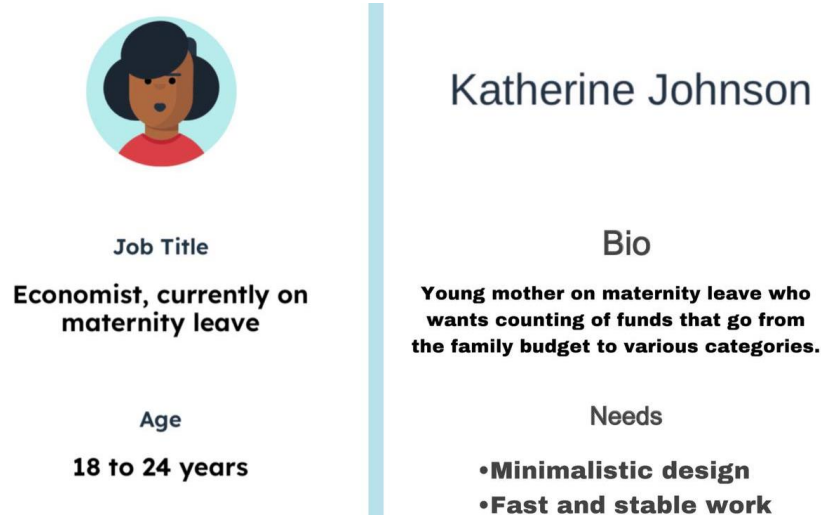 Job Title
Economist, currently on
maternity leave
Age
18 to 24 years
Katherine Johnson
Bio
Young mother on maternity leave who
wants counting of funds that go from
the family budget to various categories.
Needs
•Minimalistic design
•Fast and stable work